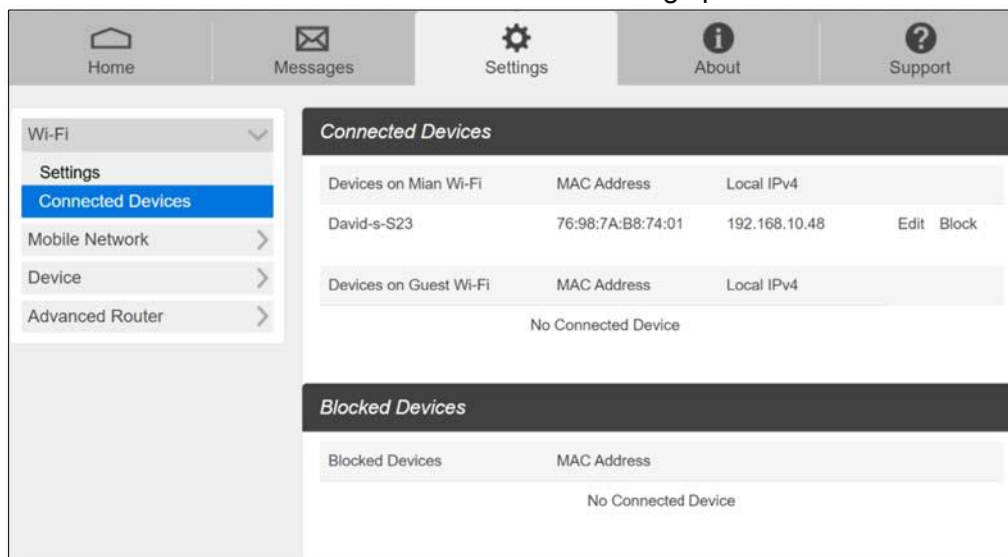 Home Messages Settings About Support
Wi-Fi
Settings
Connected Devices
Mobile Network
Device
Advanced Router
Connected Devices
Devices on Mian Wi-Fi MAC Address Local IPv4
David-s-S23 76:98:7A:B8:74:01 192.168.10.48 Edit Block
Devices on Guest Wi-Fi MAC Address Local IPv4
No Connected Device
Blocked Devices
Blocked Devices MAC Address
No Connected Device